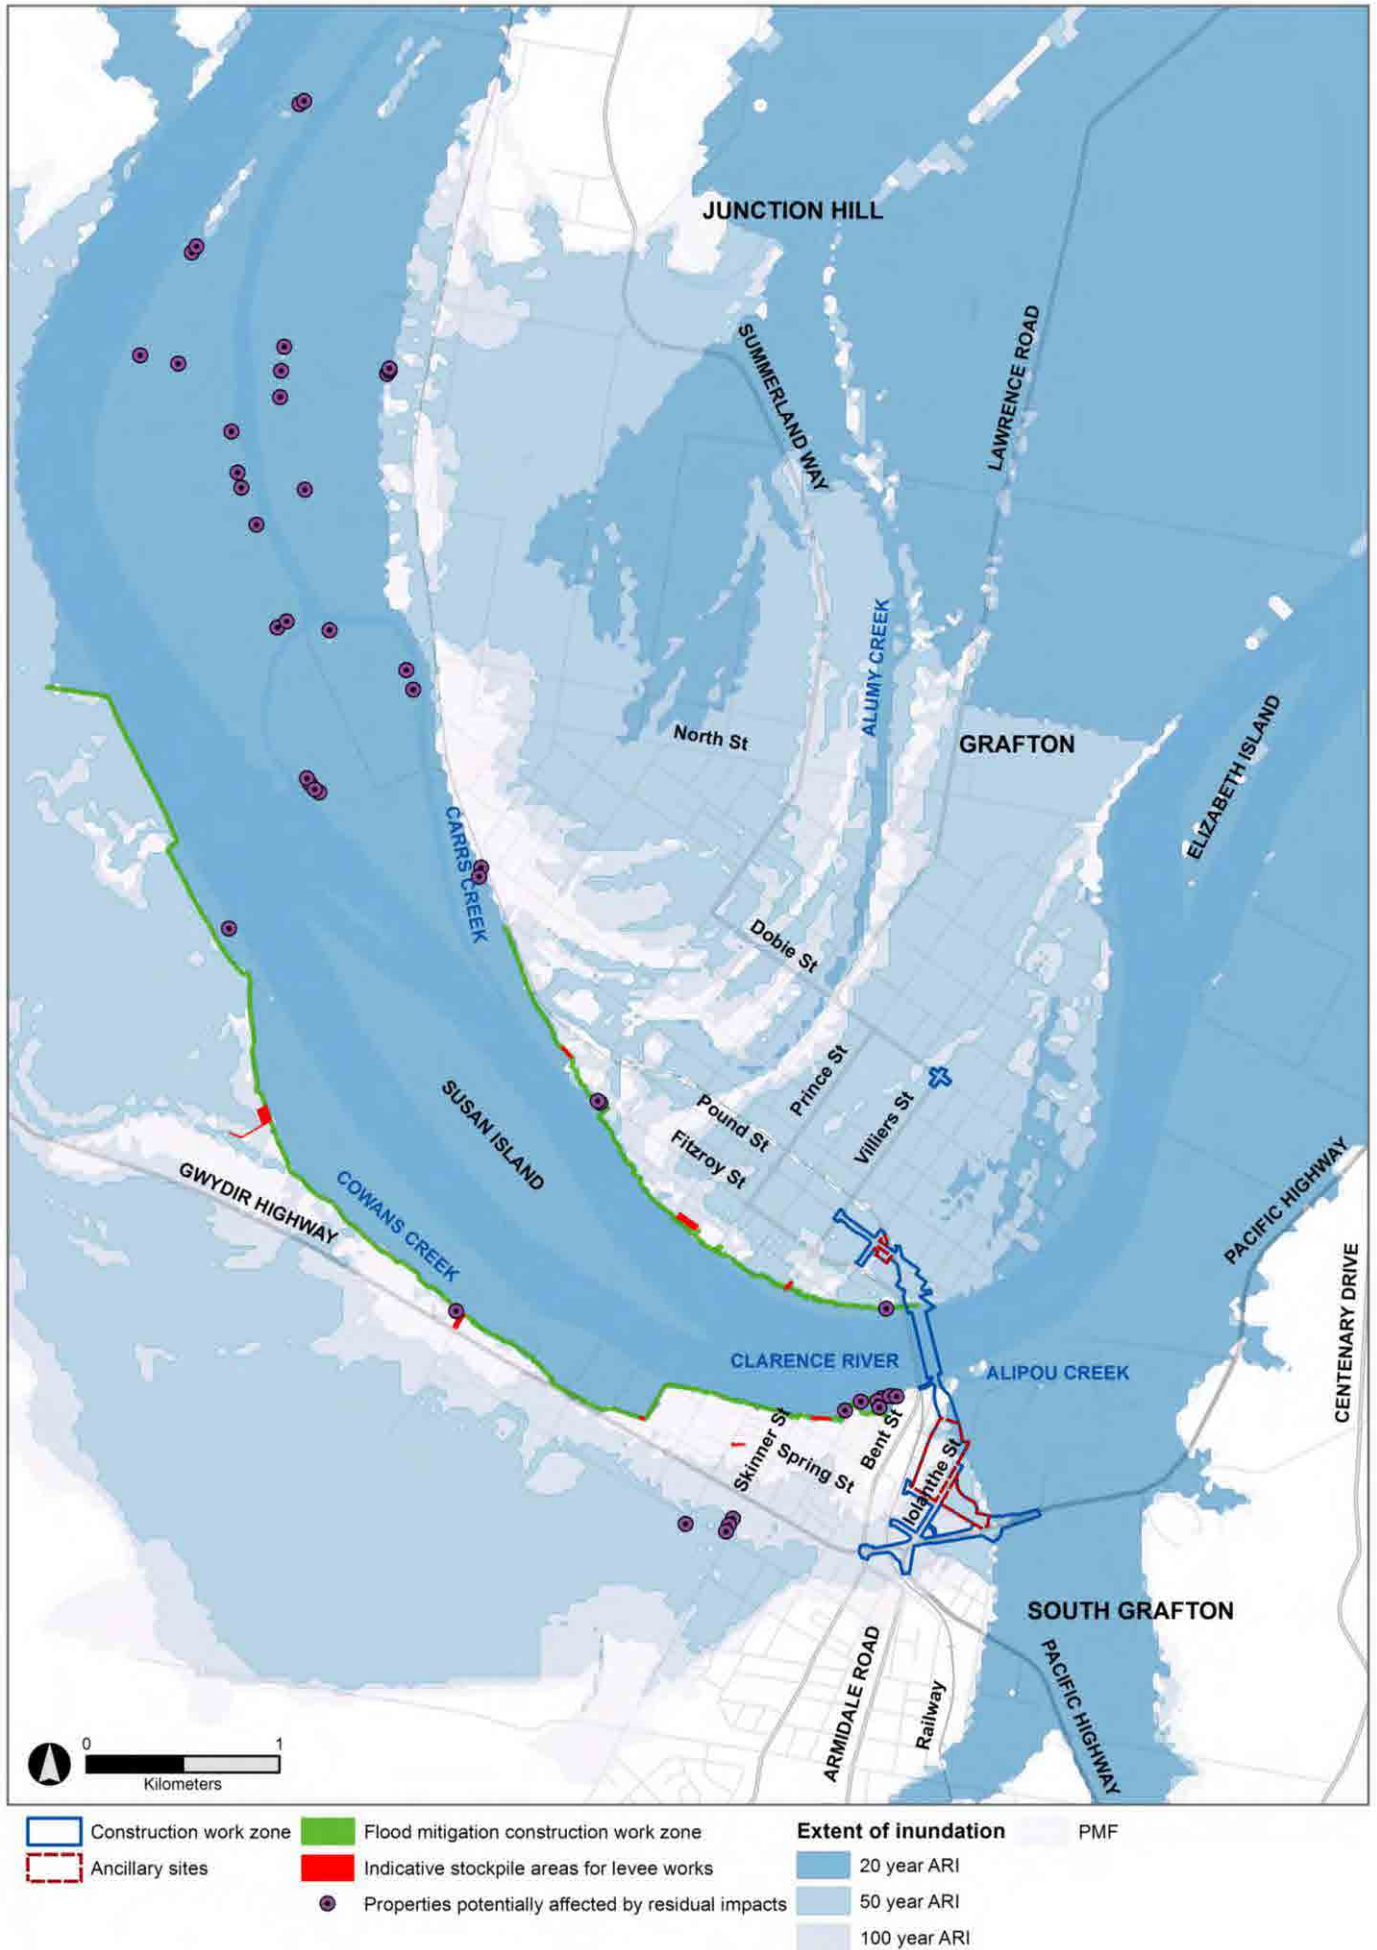 JUNCTION HILL
SUMMERLAND WAY
LAWRENCE ROAD
ALUMY CREEK
North St
GRAFTON
ELIZABETH ISLAND
CARRS CREEK
Dobie St
Prince St
Villiers St
Pound St
Fitzroy St
SUSAN ISLAND
COWANS CREEK
GWYDIR HIGHWAY
PACIFIC HIGHWAY
CENTENARY DRIVE
CLARENCE RIVER
ALIPOU CREEK
Skinner St
Spring St
Bent St
Iolanthe St
SOUTH GRAFTON
ARMIDALE ROAD
Railway
PACIFIC HIGHWAY
0 1
Kilometers
Construction work zone
Ancillary sites
Flood mitigation construction work zone
Indicative stockpile areas for levee works
Properties potentially affected by residual impacts
Extent of inundation
20 year ARI
50 year ARI
100 year ARI
PMF